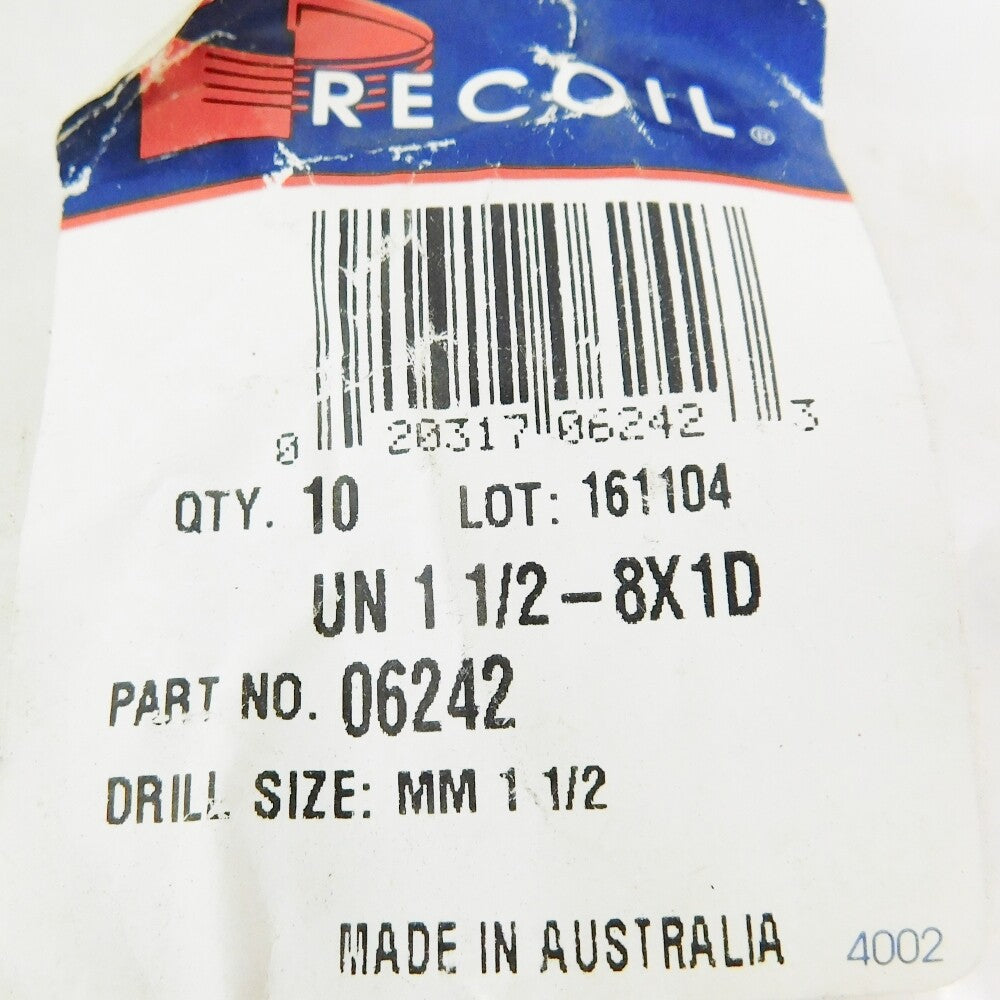 RECOIL®
0 20317 06242 3
QTY. 10 LOT: 161104
UN 1 1/2-8X1D
PART NO. 06242
DRILL SIZE: MM 1 1/2
MADE IN AUSTRALIA 4002